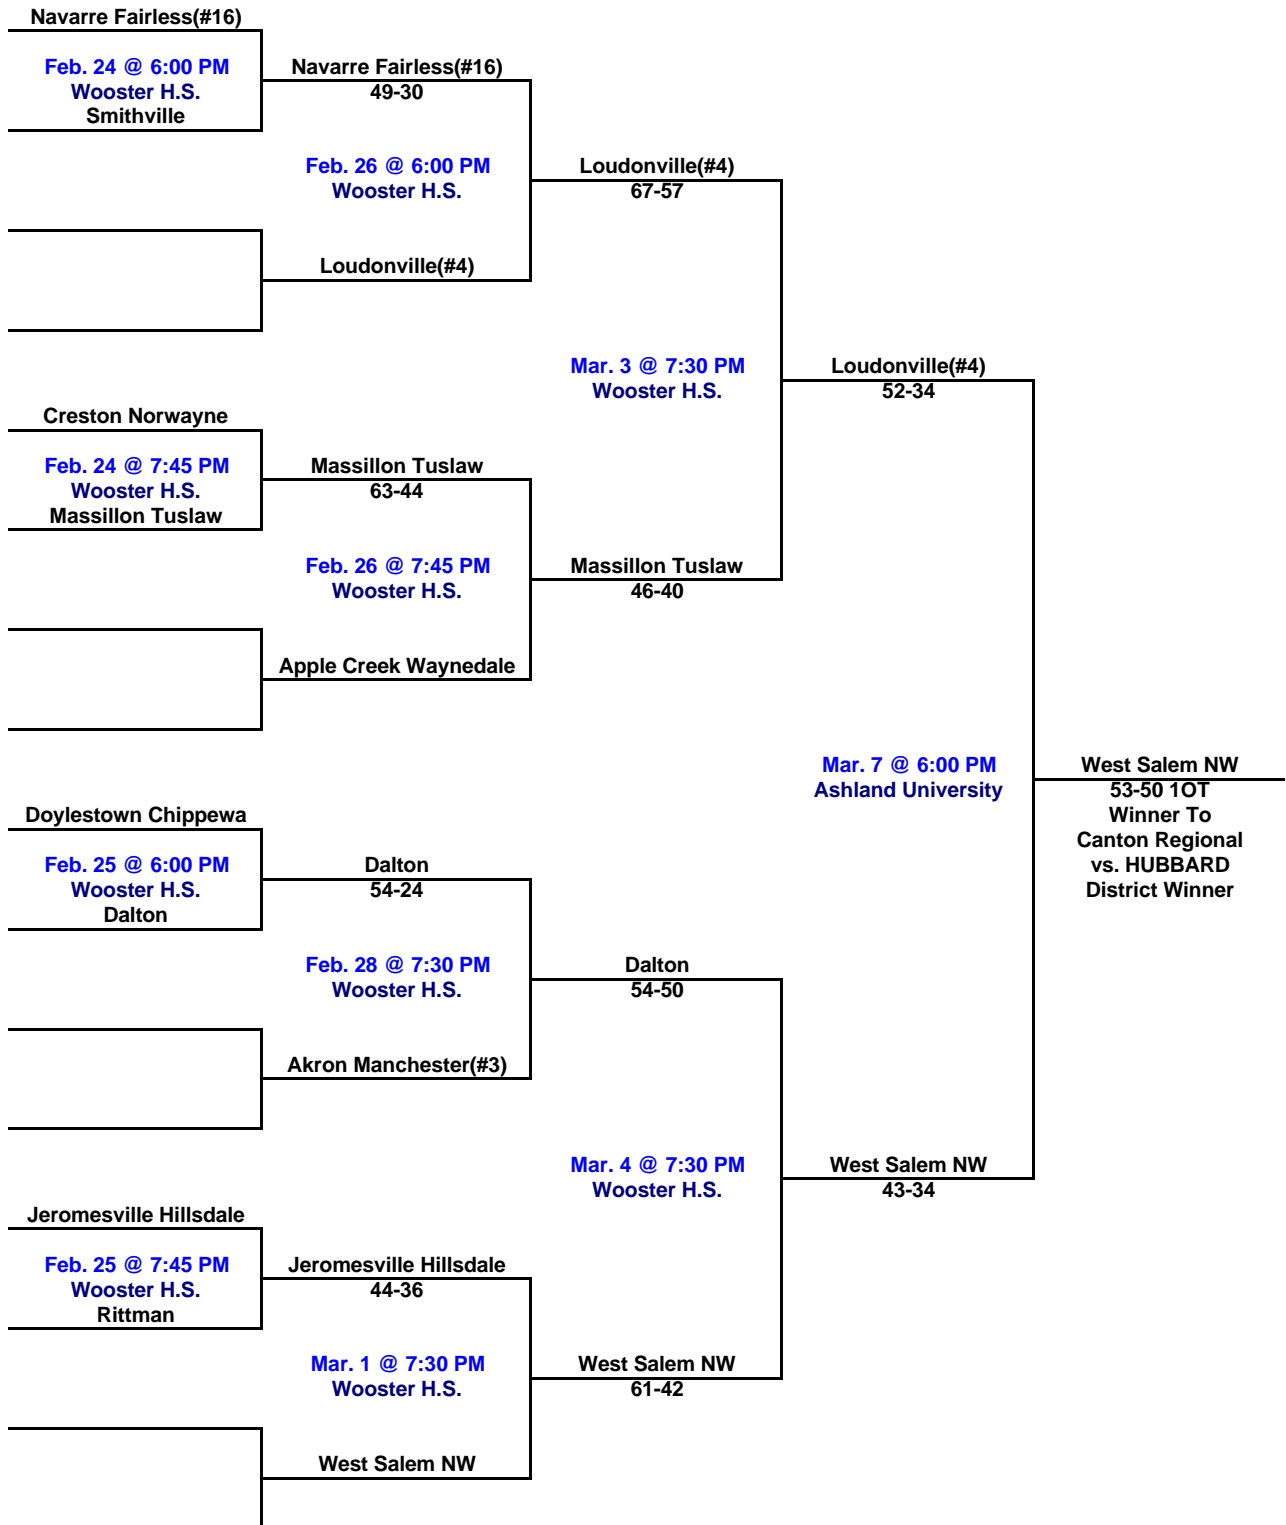 Navarre Fairless(#16)
Feb. 24 @ 6:00 PM
Wooster H.S.
Smithville
Navarre Fairless(#16)
49-30
Feb. 26 @ 6:00 PM
Wooster H.S.
Loudonville(#4)
Loudonville(#4)
67-57
Mar. 3 @ 7:30 PM
Wooster H.S.
Loudonville(#4)
52-34
Creston Norwayne
Feb. 24 @ 7:45 PM
Wooster H.S.
Massillon Tuslaw
Massillon Tuslaw
63-44
Feb. 26 @ 7:45 PM
Wooster H.S.
Apple Creek Waynedale
Massillon Tuslaw
46-40
Mar. 7 @ 6:00 PM
Ashland University
West Salem NW
53-50 1OT
Winner To
Canton Regional
vs. HUBBARD
District Winner
Doylestown Chippewa
Feb. 25 @ 6:00 PM
Wooster H.S.
Dalton
Dalton
54-24
Feb. 28 @ 7:30 PM
Wooster H.S.
Akron Manchester(#3)
Dalton
54-50
Mar. 4 @ 7:30 PM
Wooster H.S.
West Salem NW
43-34
Jeromesville Hillsdale
Feb. 25 @ 7:45 PM
Wooster H.S.
Rittman
Jeromesville Hillsdale
44-36
Mar. 1 @ 7:30 PM
Wooster H.S.
West Salem NW
West Salem NW
61-42